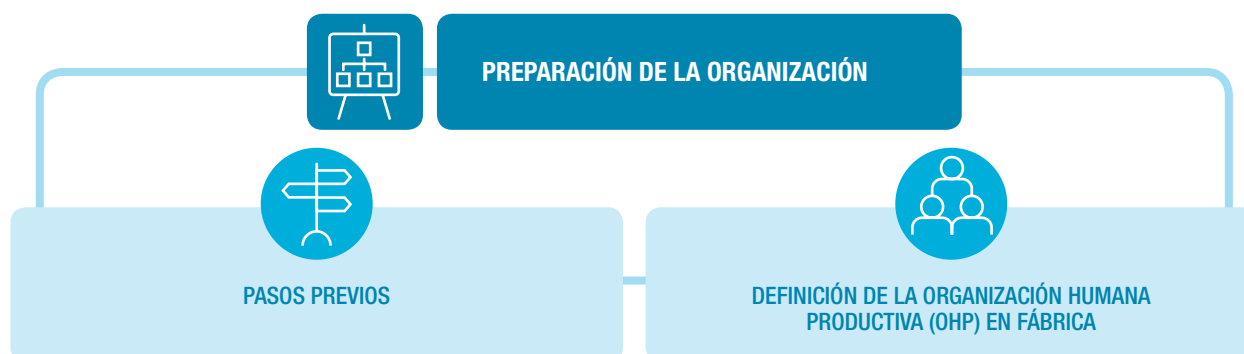 PREPARACIÓN DE LA ORGANIZACIÓN
PASOS PREVIOS
DEFINICIÓN DE LA ORGANIZACIÓN HUMANA
PRODUCTIVA (OHP) EN FÁBRICA